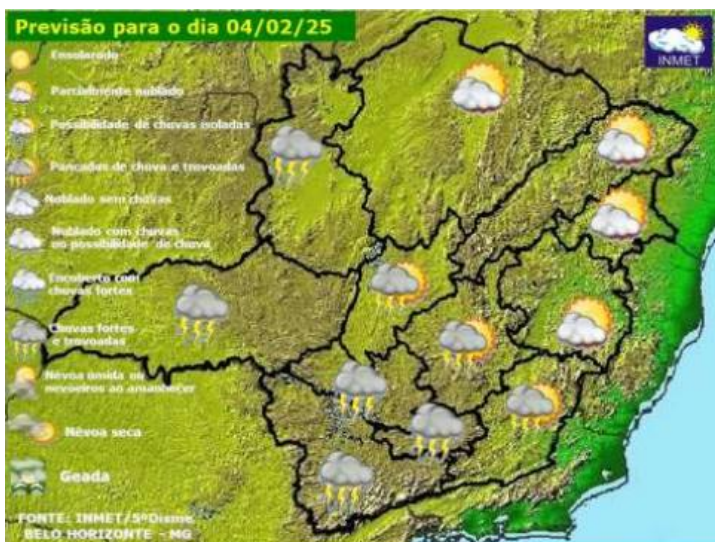 Previsão para o dia 04/02/25
INMET
Ensolarado
Parcialmente nublado
Possibilidade de chuvas isoladas
Pancadas de chuva e trovoadas
Nublado sem chuvas
Nublado com chuvas
ou possibilidade de chuva
Encoberto com
chuvas fortes
Chuvas fortes
e trovoadas
Névoa úmida ou
nevoeiros ao amanhecer
Névoa seca
Geada
FONTE: INMET/5ºDisme
BELO HORIZONTE - MG